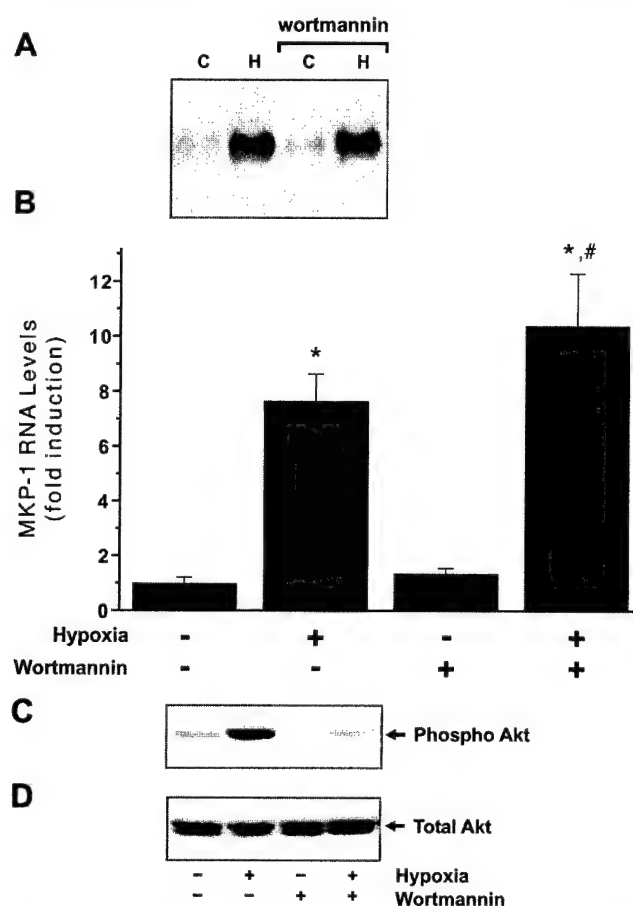 wortmannin
A
C H C H
B
MKP-1 RNA Levels
(fold induction)
12
10
8
6
4
2
0
*
*,#
Hypoxia - + - +
Wortmannin - - + +
C
← Phospho Akt
D
← Total Akt
- + - + Hypoxia
- - + + Wortmannin